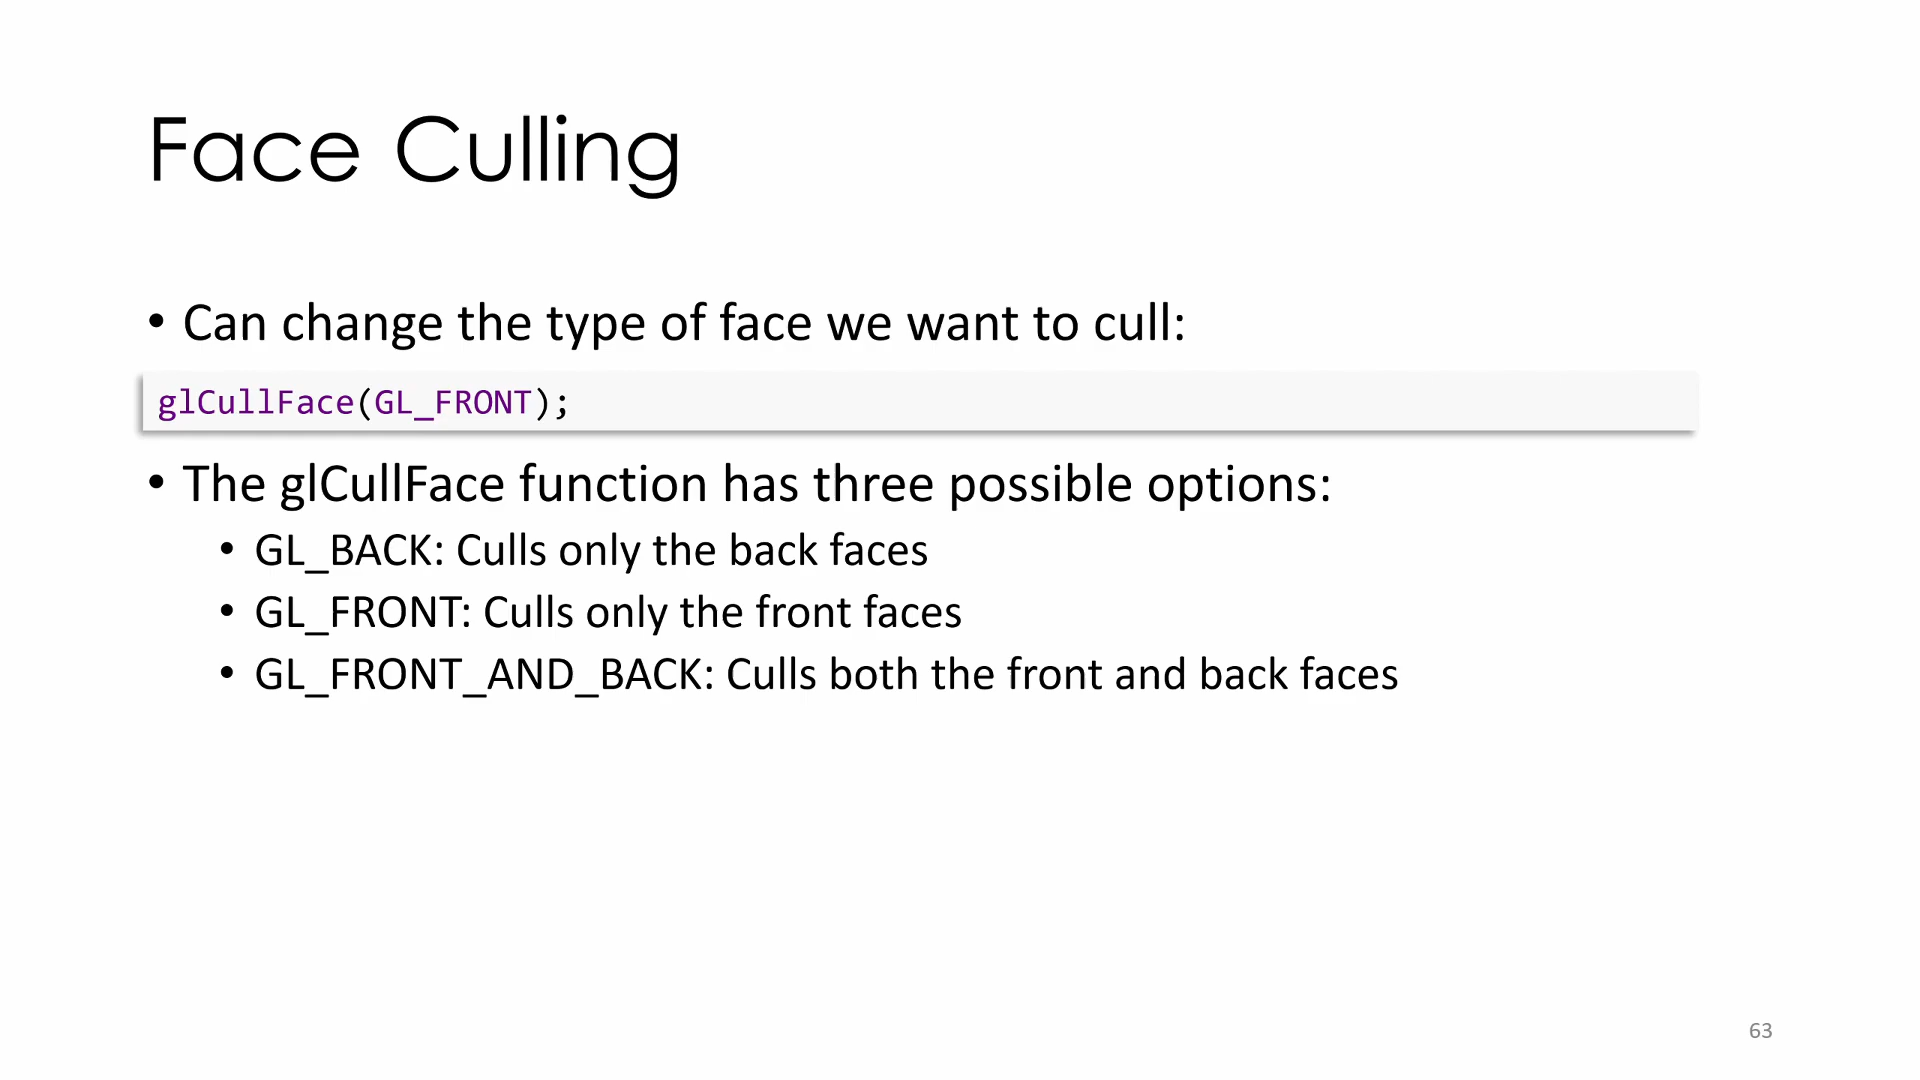 Face Culling
• Can change the type of face we want to cull:
glCullFace(GL_FRONT);
• The glCullFace function has three possible options:
• GL_BACK: Culls only the back faces
• GL_FRONT: Culls only the front faces
• GL_FRONT_AND_BACK: Culls both the front and back faces
63